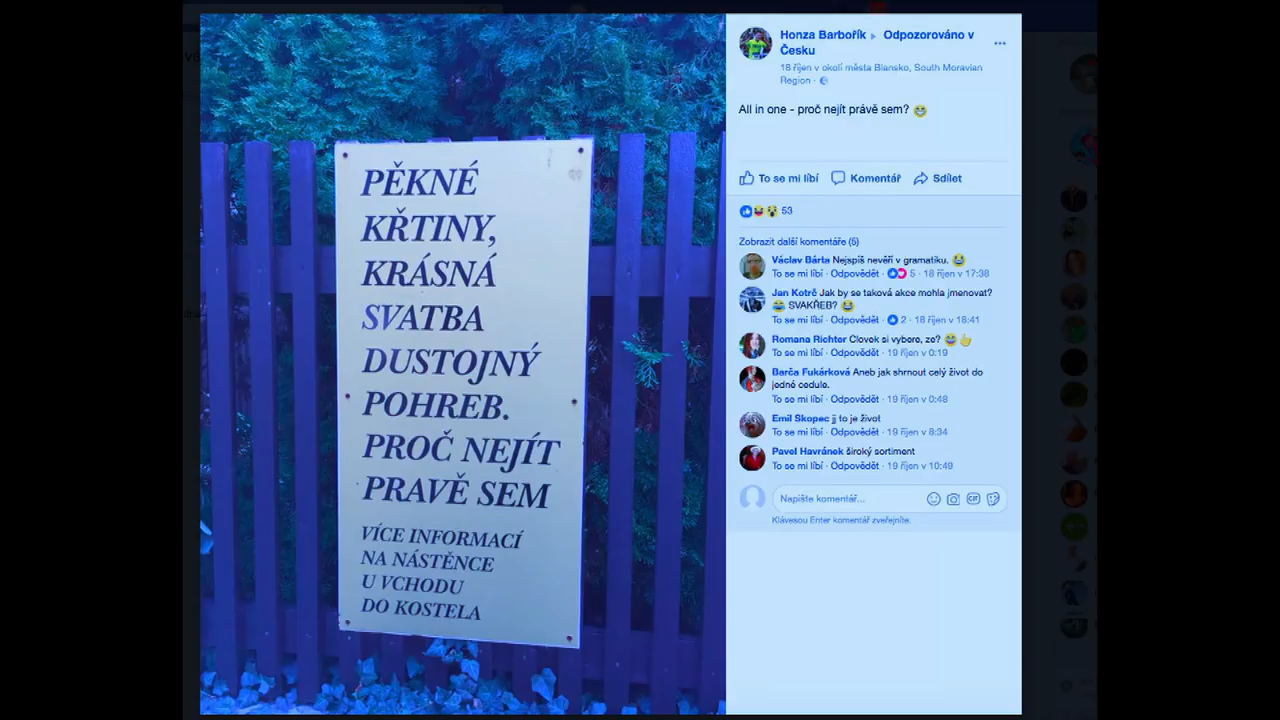 PĚKNÉ
KŘTINY,
KRÁSNÁ
SVATBA
DUSTOJNÝ
POHREB.
PROČ NEJÍT
PRAVĚ SEM
VÍCE INFORMACÍ
NA NÁSTĚNCE
U VCHODU
DO KOSTELA
Honza Barbořík ▸ Odpozorováno v
Česku
18 říjen v okolí města Blansko, South Moravian
Region ·
All in one - proč nejít právě sem? 😂
To se mi líbí Komentář Sdílet
53
Zobrazit další komentáře (5)
Václav Bárta Nejspíš nevěří v gramatiku. 😂
To se mi líbí · Odpovědět · 5 · 18 říjen v 17:38
Jan Kotrč Jak by se taková akce mohla jmenovat?
😂 SVAKŘEB? 😂
To se mi líbí · Odpovědět · 2 · 18 říjen v 18:41
Romana Richter Clovek si vybere, ze? 😂👍
To se mi líbí · Odpovědět · 19 říjen v 0:19
Barča Fukárková Aneb jak shrnout celý život do
jedné cedule.
To se mi líbí · Odpovědět · 19 říjen v 0:48
Emil Skopec jj to je život
To se mi líbí · Odpovědět · 19 říjen v 8:34
Pavel Havránek široký sortiment
To se mi líbí · Odpovědět · 19 říjen v 10:49
Napište komentář...
GIF
Klávesou Enter komentář zveřejníte.